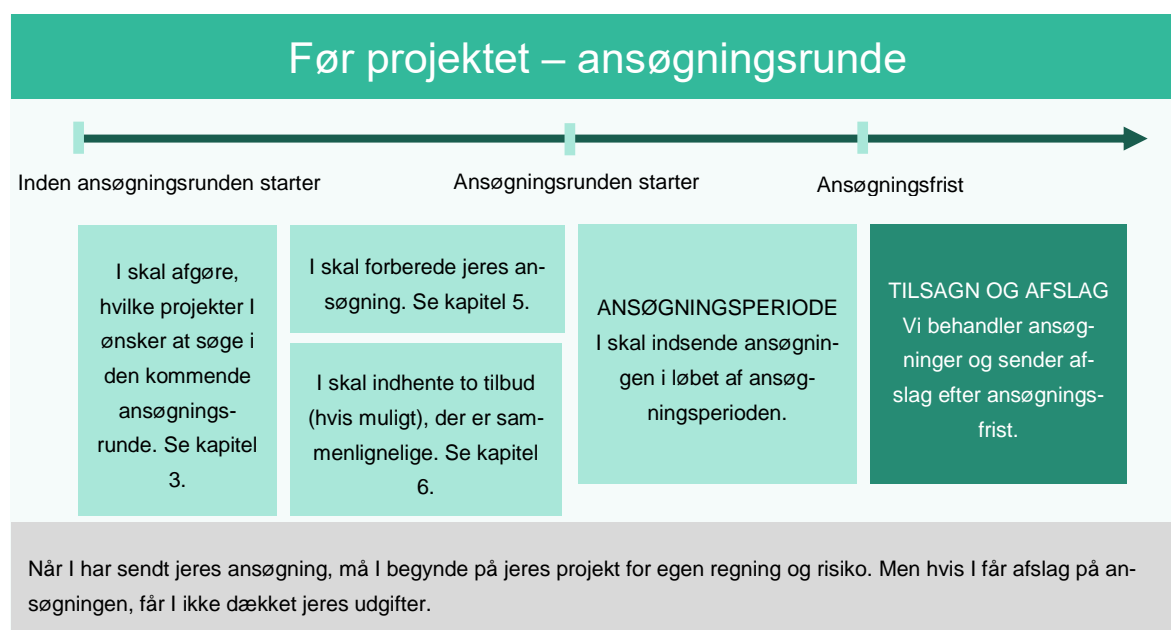 Før projektet – ansøgningsrunde
Inden ansøgningsrunden starter
Ansøgningsrunden starter
Ansøgningsfrist
I skal afgøre,
hvilke projekter I
ønsker at søge i
den kommende
ansøgnings-
runde. Se kapitel
3.
I skal forberede jeres an-
søgning. Se kapitel 5.
I skal indhente to tilbud
(hvis muligt), der er sam-
menlignelige. Se kapitel
6.
ANSØGNINGSPERIODE
I skal indsende ansøgnin-
gen i løbet af ansøg-
ningsperioden.
TILSAGN OG AFSLAG
Vi behandler ansøg-
ninger og sender af-
slag efter ansøgnings-
frist.
Når I har sendt jeres ansøgning, må I begynde på jeres projekt for egen regning og risiko. Men hvis I får afslag på an-
søgningen, får I ikke dækket jeres udgifter.